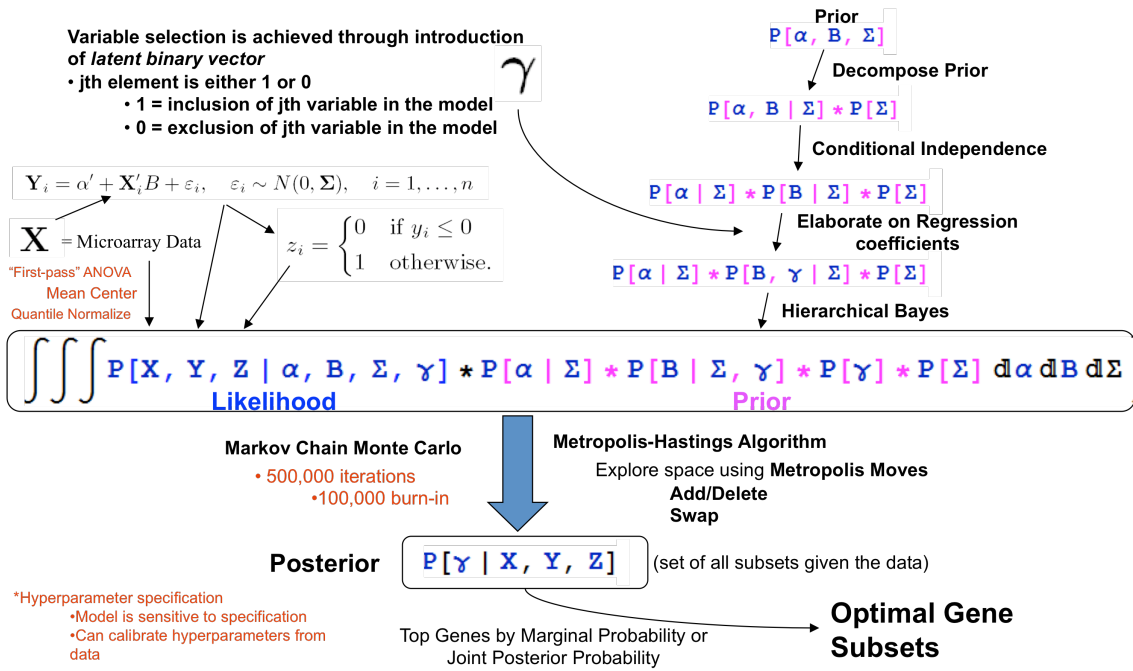 Variable selection is achieved through introduction
of latent binary vector
• jth element is either 1 or 0
• 1 = inclusion of jth variable in the model
• 0 = exclusion of jth variable in the model
γ
Prior
P[α, B, Σ]
Decompose Prior
P[α, B | Σ] * P[Σ]
Conditional Independence
P[α | Σ] * P[B | Σ] * P[Σ]
Elaborate on Regression
coefficients
P[α | Σ] * P[B, γ | Σ] * P[Σ]
Hierarchical Bayes
Y_i = α′ + X′_i B + ε_i, ε_i ∼ N(0, Σ), i = 1, . . . , n
X = Microarray Data
z_i = { 0 if y_i ≤ 0
1 otherwise.
“First-pass” ANOVA
Mean Center
Quantile Normalize
∫ ∫ ∫ P[X, Y, Z | α, B, Σ, γ] * P[α | Σ] * P[B | Σ, γ] * P[γ] * P[Σ] dα dB dΣ
Likelihood Prior
Markov Chain Monte Carlo
• 500,000 iterations
•100,000 burn-in
Metropolis-Hastings Algorithm
Explore space using Metropolis Moves
Add/Delete
Swap
Posterior P[γ | X, Y, Z] (set of all subsets given the data)
*Hyperparameter specification
•Model is sensitive to specification
•Can calibrate hyperparameters from
data
Top Genes by Marginal Probability or
Joint Posterior Probability
Optimal Gene
Subsets